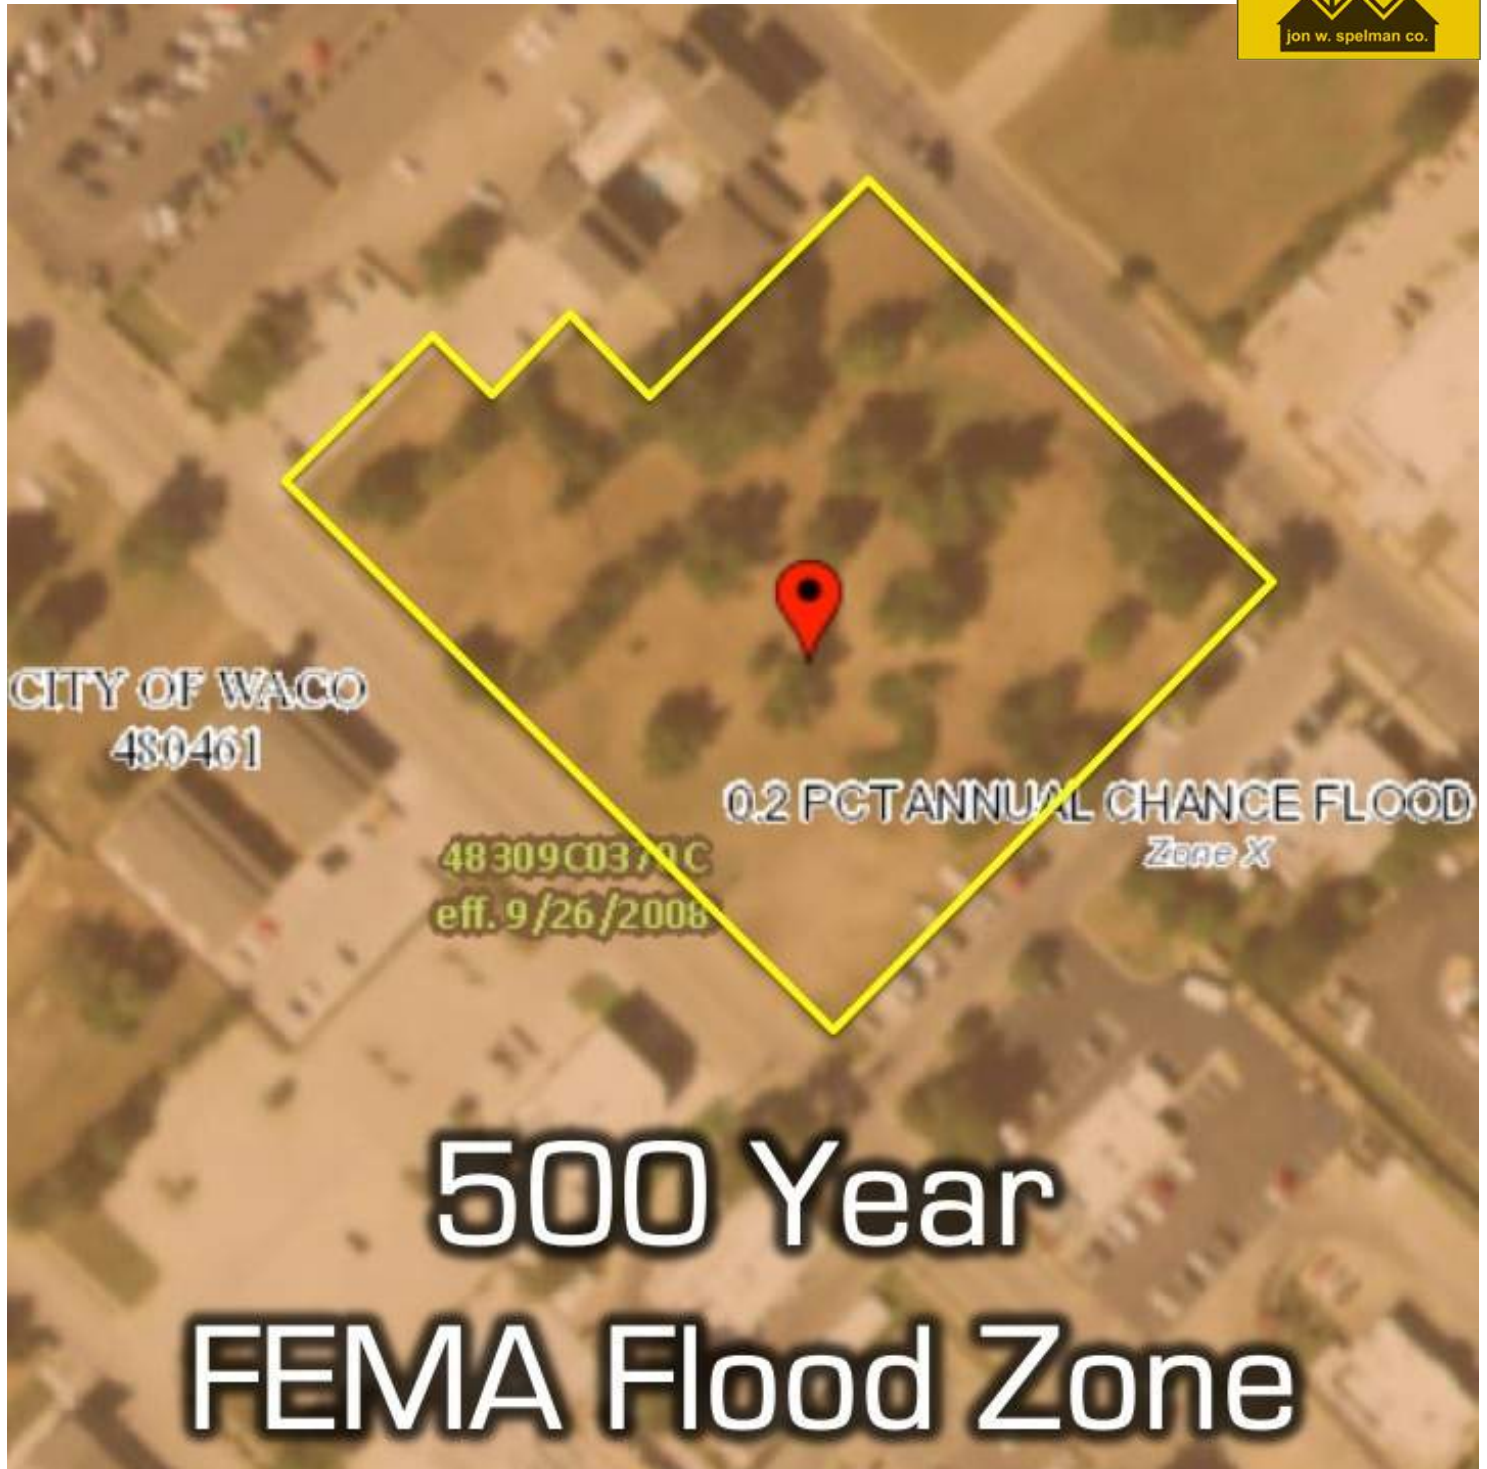 jon w. spelman co.
CITY OF WACO
480461
0.2 PCT ANNUAL CHANCE FLOOD
Zone X
eff. 9/26/2008
500 Year
FEMA Flood Zone